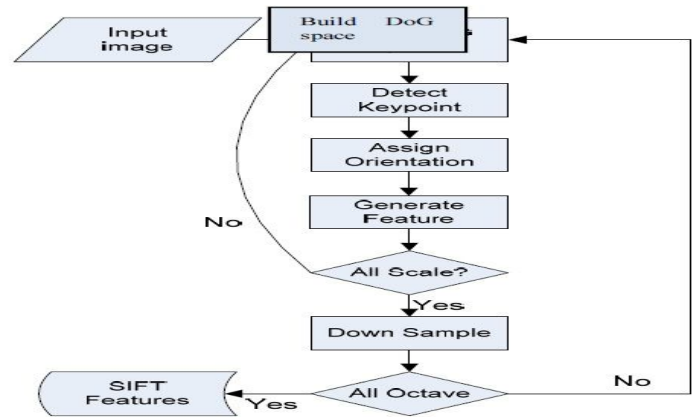 Input
image
Build DoG
space
Detect
Keypoint
Assign
Orientation
Generate
Feature
No
All Scale?
Yes
Down Sample
SIFT
Features
Yes
All Octave
No